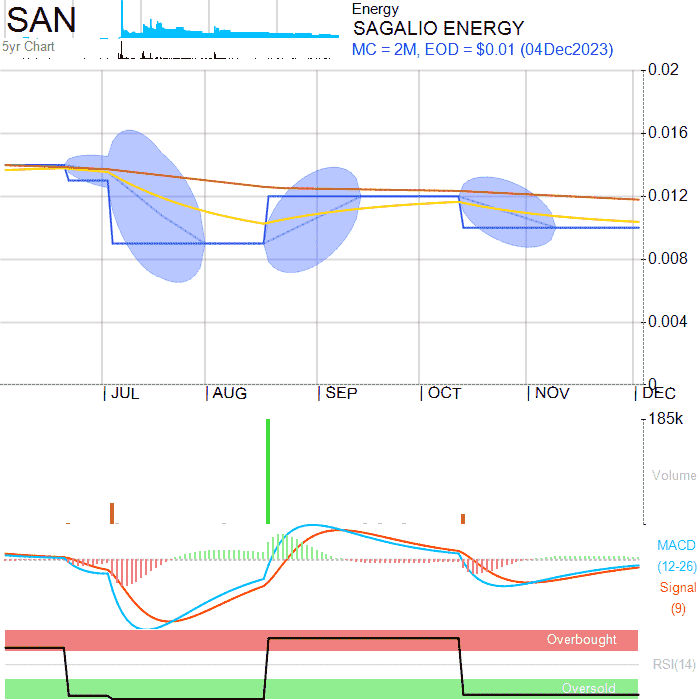 SAN
5yr Chart
Energy
SAGALIO ENERGY
MC = 2M, EOD = $0.01 (04Dec2023)
0.02
0.016
0.012
0.008
0.004
0
JUL AUG SEP OCT NOV DEC
185k
Volume
MACD
(12-26)
Signal
(9)
Overbought
RSI(14)
Oversold